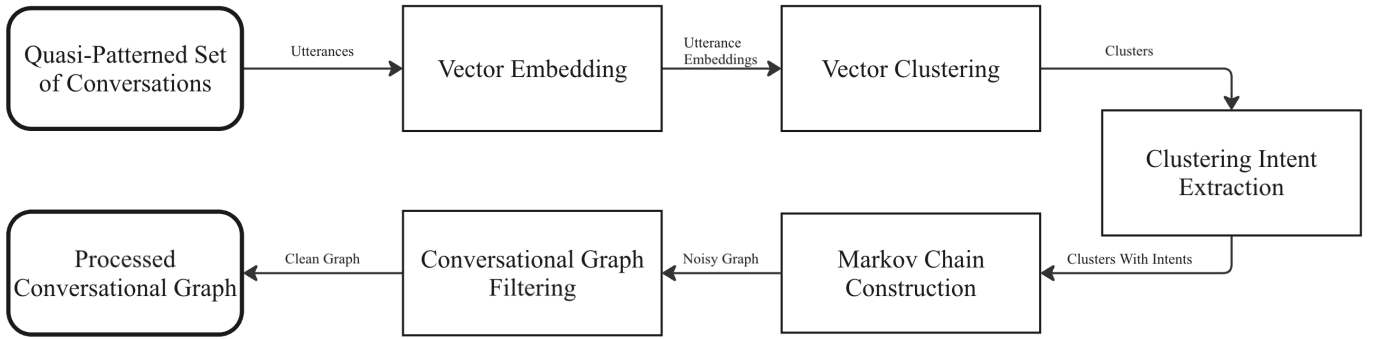 Quasi-Patterned Set
of Conversations
Utterances
Vector Embedding
Utterance
Embeddings
Vector Clustering
Clusters
Clustering Intent
Extraction
Clusters With Intents
Markov Chain
Construction
Noisy Graph
Conversational Graph
Filtering
Clean Graph
Processed
Conversational Graph